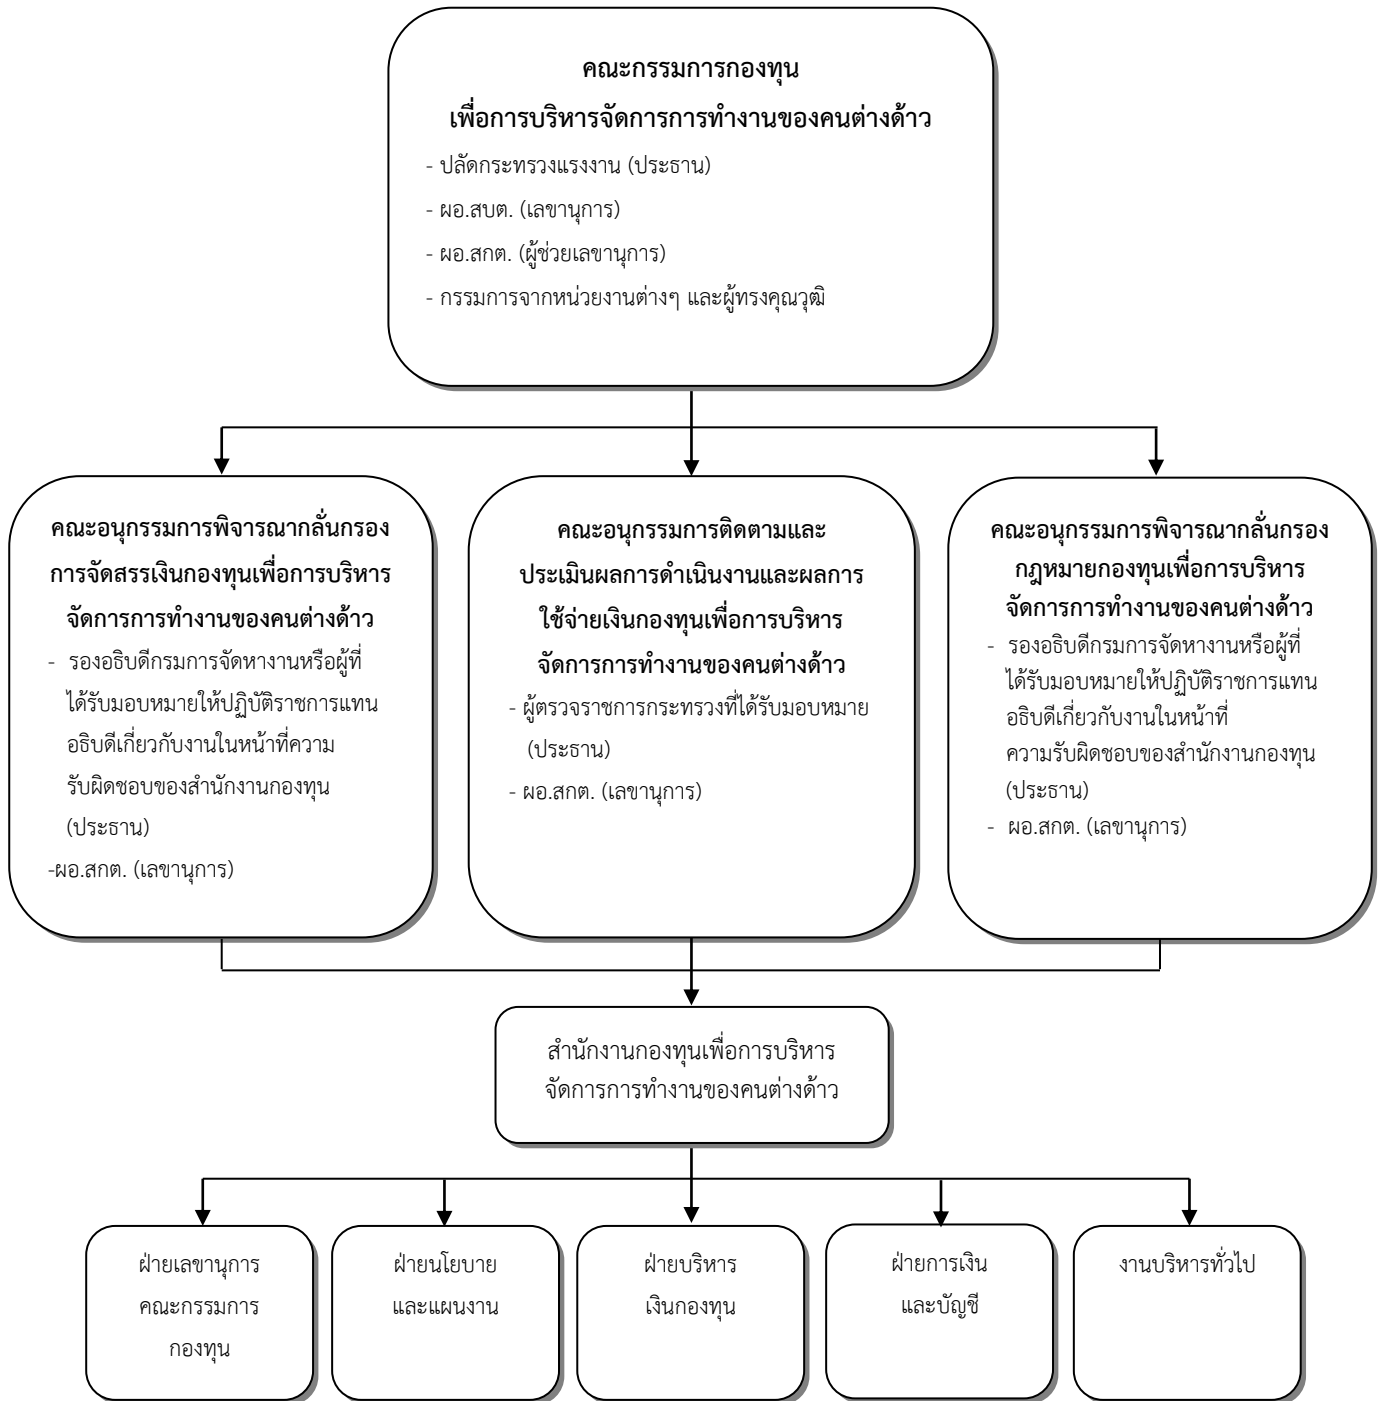 คณะกรรมการกองทุน
เพื่อการบริหารจัดการการทำงานของคนต่างด้าว
- ปลัดกระทรวงแรงงาน (ประธาน)
- ผอ.สบต. (เลขานุการ)
- ผอ.สกต. (ผู้ช่วยเลขานุการ)
- กรรมการจากหน่วยงานต่างๆ และผู้ทรงคุณวุฒิ
คณะอนุกรรมการพิจารณากลั่นกรอง
การจัดสรรเงินกองทุนเพื่อการบริหาร
จัดการการทำงานของคนต่างด้าว
- รองอธิบดีกรมการจัดหางานหรือผู้ที่
ได้รับมอบหมายให้ปฏิบัติราชการแทน
อธิบดีเกี่ยวกับงานในหน้าที่ความ
รับผิดชอบของสำนักงานกองทุน
(ประธาน)
-ผอ.สกต. (เลขานุการ)
คณะอนุกรรมการติดตามและ
ประเมินผลการดำเนินงานและผลการ
ใช้จ่ายเงินกองทุนเพื่อการบริหาร
จัดการการทำงานของคนต่างด้าว
- ผู้ตรวจราชการกระทรวงที่ได้รับมอบหมาย
(ประธาน)
- ผอ.สกต. (เลขานุการ)
คณะอนุกรรมการพิจารณากลั่นกรอง
กฎหมายกองทุนเพื่อการบริหาร
จัดการการทำงานของคนต่างด้าว
- รองอธิบดีกรมการจัดหางานหรือผู้ที่
ได้รับมอบหมายให้ปฏิบัติราชการแทน
อธิบดีเกี่ยวกับงานในหน้าที่
ความรับผิดชอบของสำนักงานกองทุน
(ประธาน)
- ผอ.สกต. (เลขานุการ)
สำนักงานกองทุนเพื่อการบริหาร
จัดการการทำงานของคนต่างด้าว
ฝ่ายเลขานุการ
คณะกรรมการ
กองทุน
ฝ่ายนโยบาย
และแผนงาน
ฝ่ายบริหาร
เงินกองทุน
ฝ่ายการเงิน
และบัญชี
งานบริหารทั่วไป